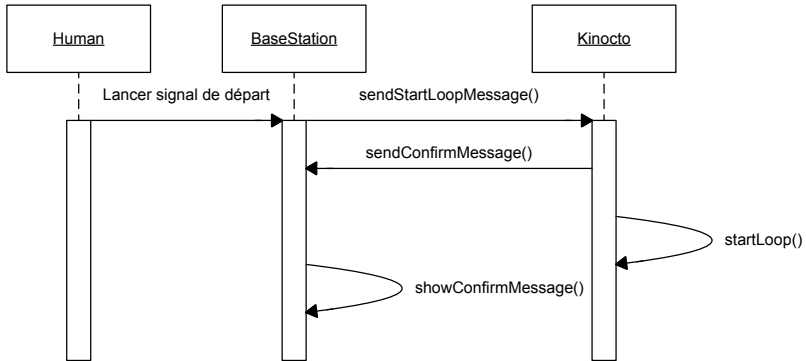 Human
BaseStation
Kinocto
Lancer signal de départ
sendStartLoopMessage()
sendConfirmMessage()
startLoop()
showConfirmMessage()